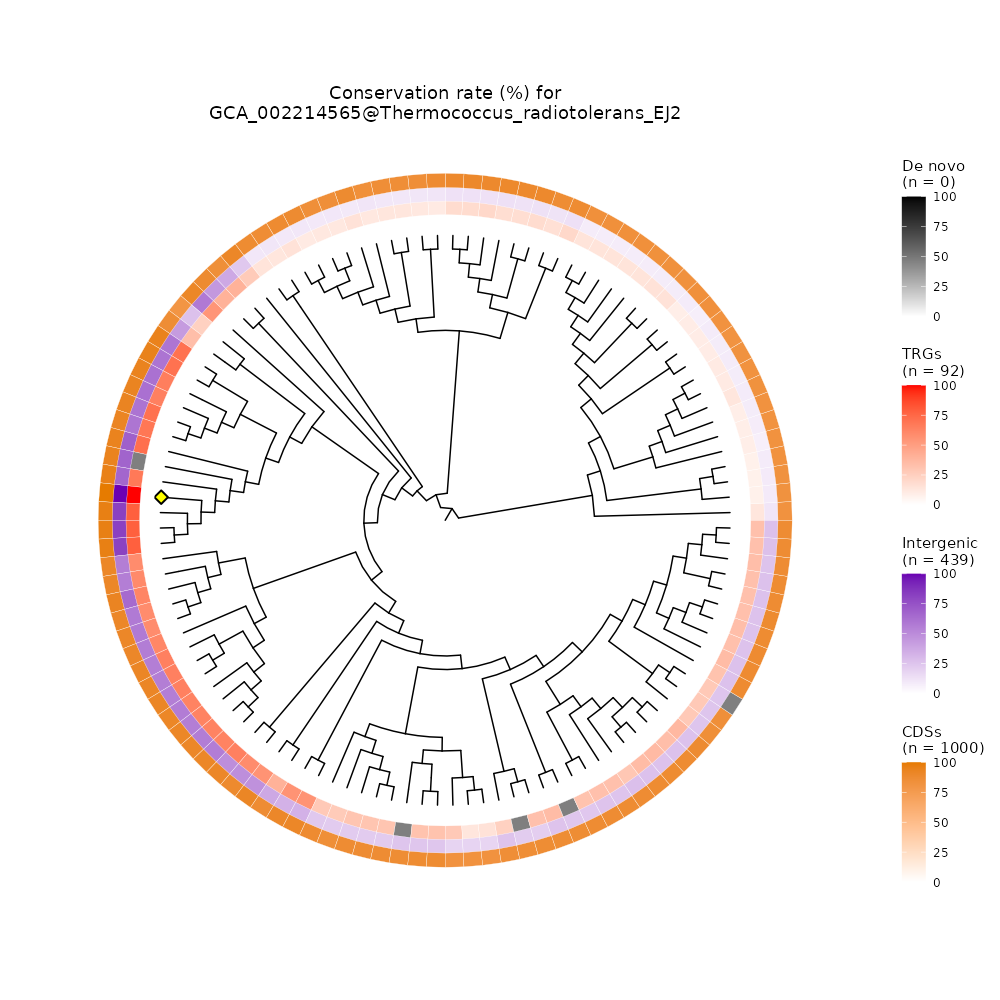 Conservation rate (%) for
GCA_002214565@Thermococcus_radiotolerans_EJ2
De novo
(n = 0)
100
75
50
25
0
TRGs
(n = 92)
100
75
50
25
0
Intergenic
(n = 439)
100
75
50
25
0
CDSs
(n = 1000)
100
75
50
25
0